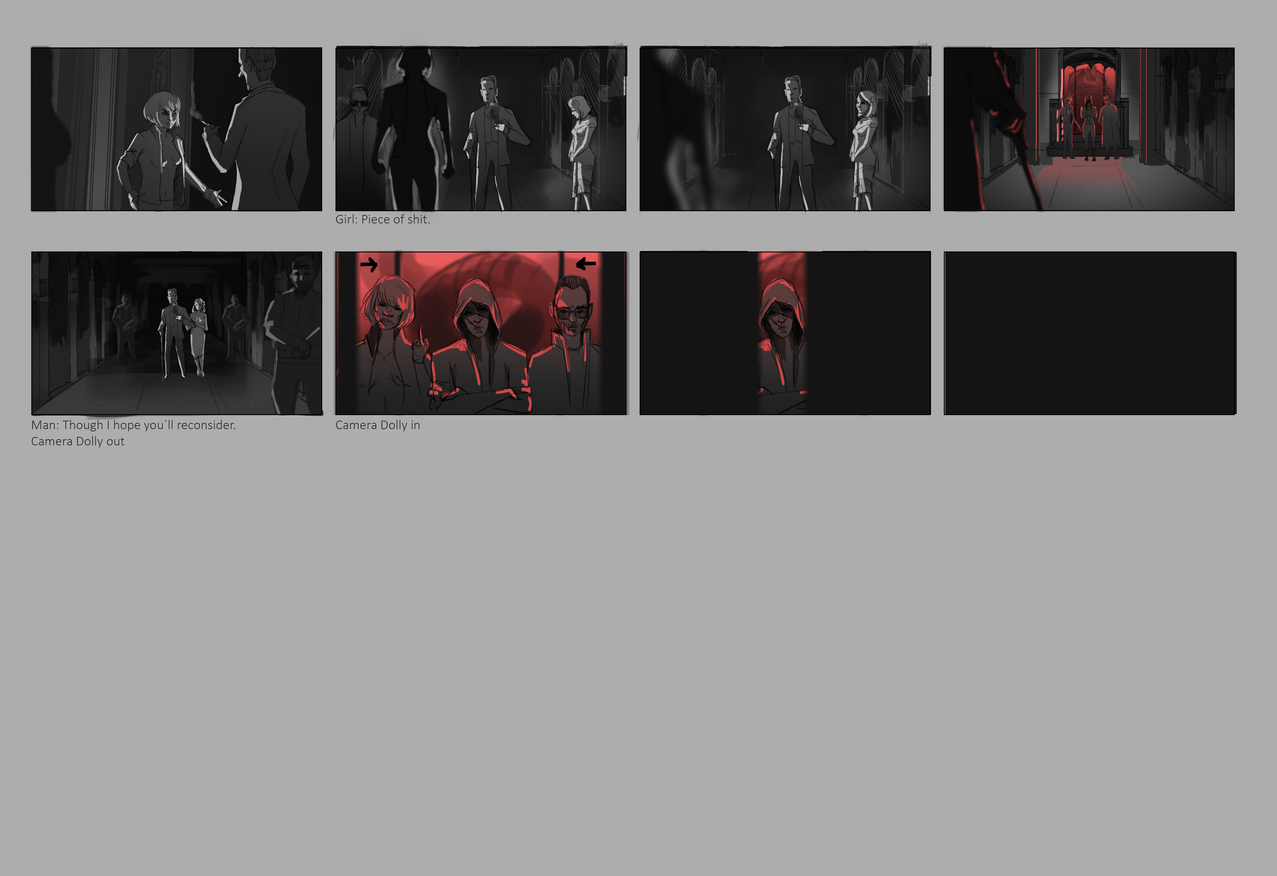 Girl: Piece of shit.
Man: Though I hope you`ll reconsider.
Camera Dolly out
Camera Dolly in